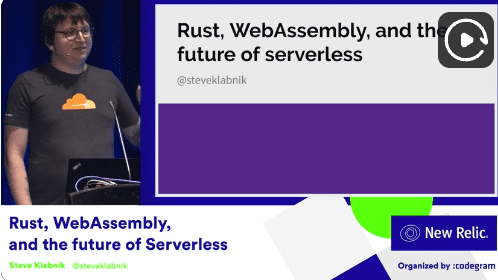 Rust, WebAssembly, and the
future of serverless
@steveklabnik
Rust, WebAssembly,
and the future of Serverless
Steve Klabnik @steveklabnik
New Relic.
Organized by :codegram